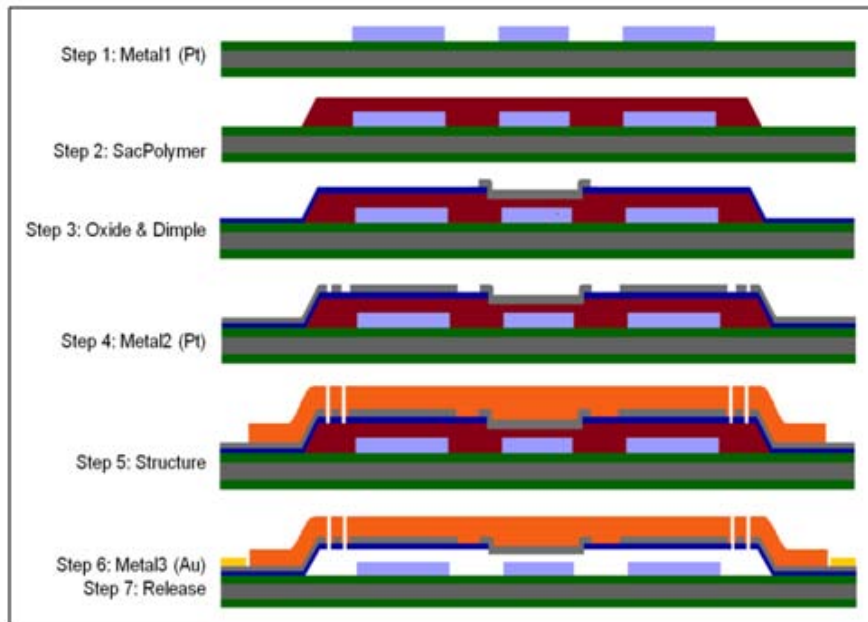 Step 1: Metal1 (Pt)
Step 2: SacPolymer
Step 3: Oxide & Dimple
Step 4: Metal2 (Pt)
Step 5: Structure
Step 6: Metal3 (Au)
Step 7: Release